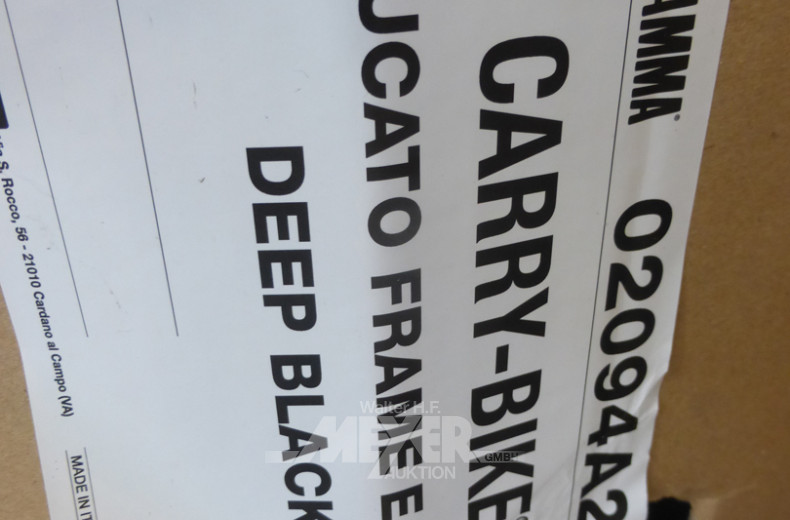 AMMA® 02094A2
CARRY-BIKE®
UCATO FRAME E
DEEP BLACK
S. Rocco, 56 - 21010 Cardano al Campo (VA)
MADE IN IT
Walter H.F.
MEYER
GMBH
AUKTION